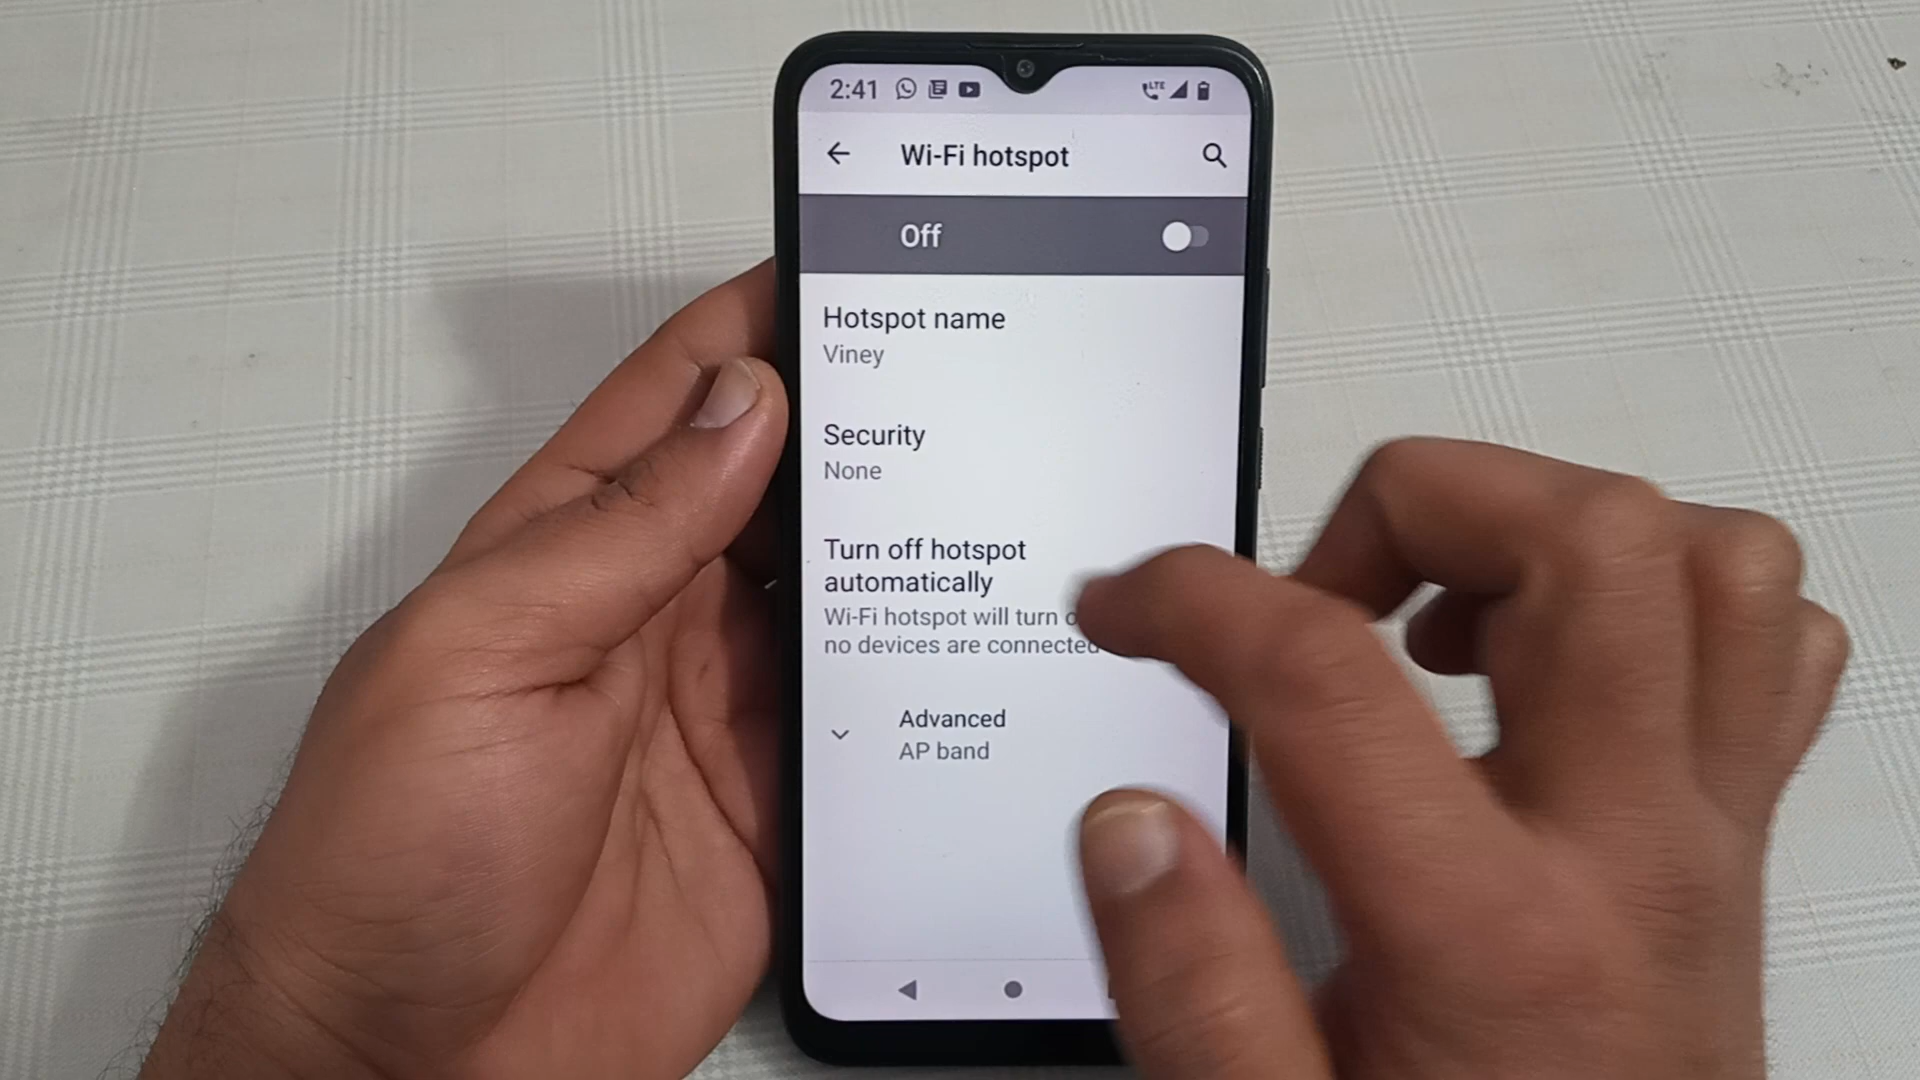 2:41 LTE
Wi-Fi hotspot
Off
Hotspot name
Viney
Security
None
Turn off hotspot
automatically
Wi-Fi hotspot will turn
no devices are connected
Advanced
AP band